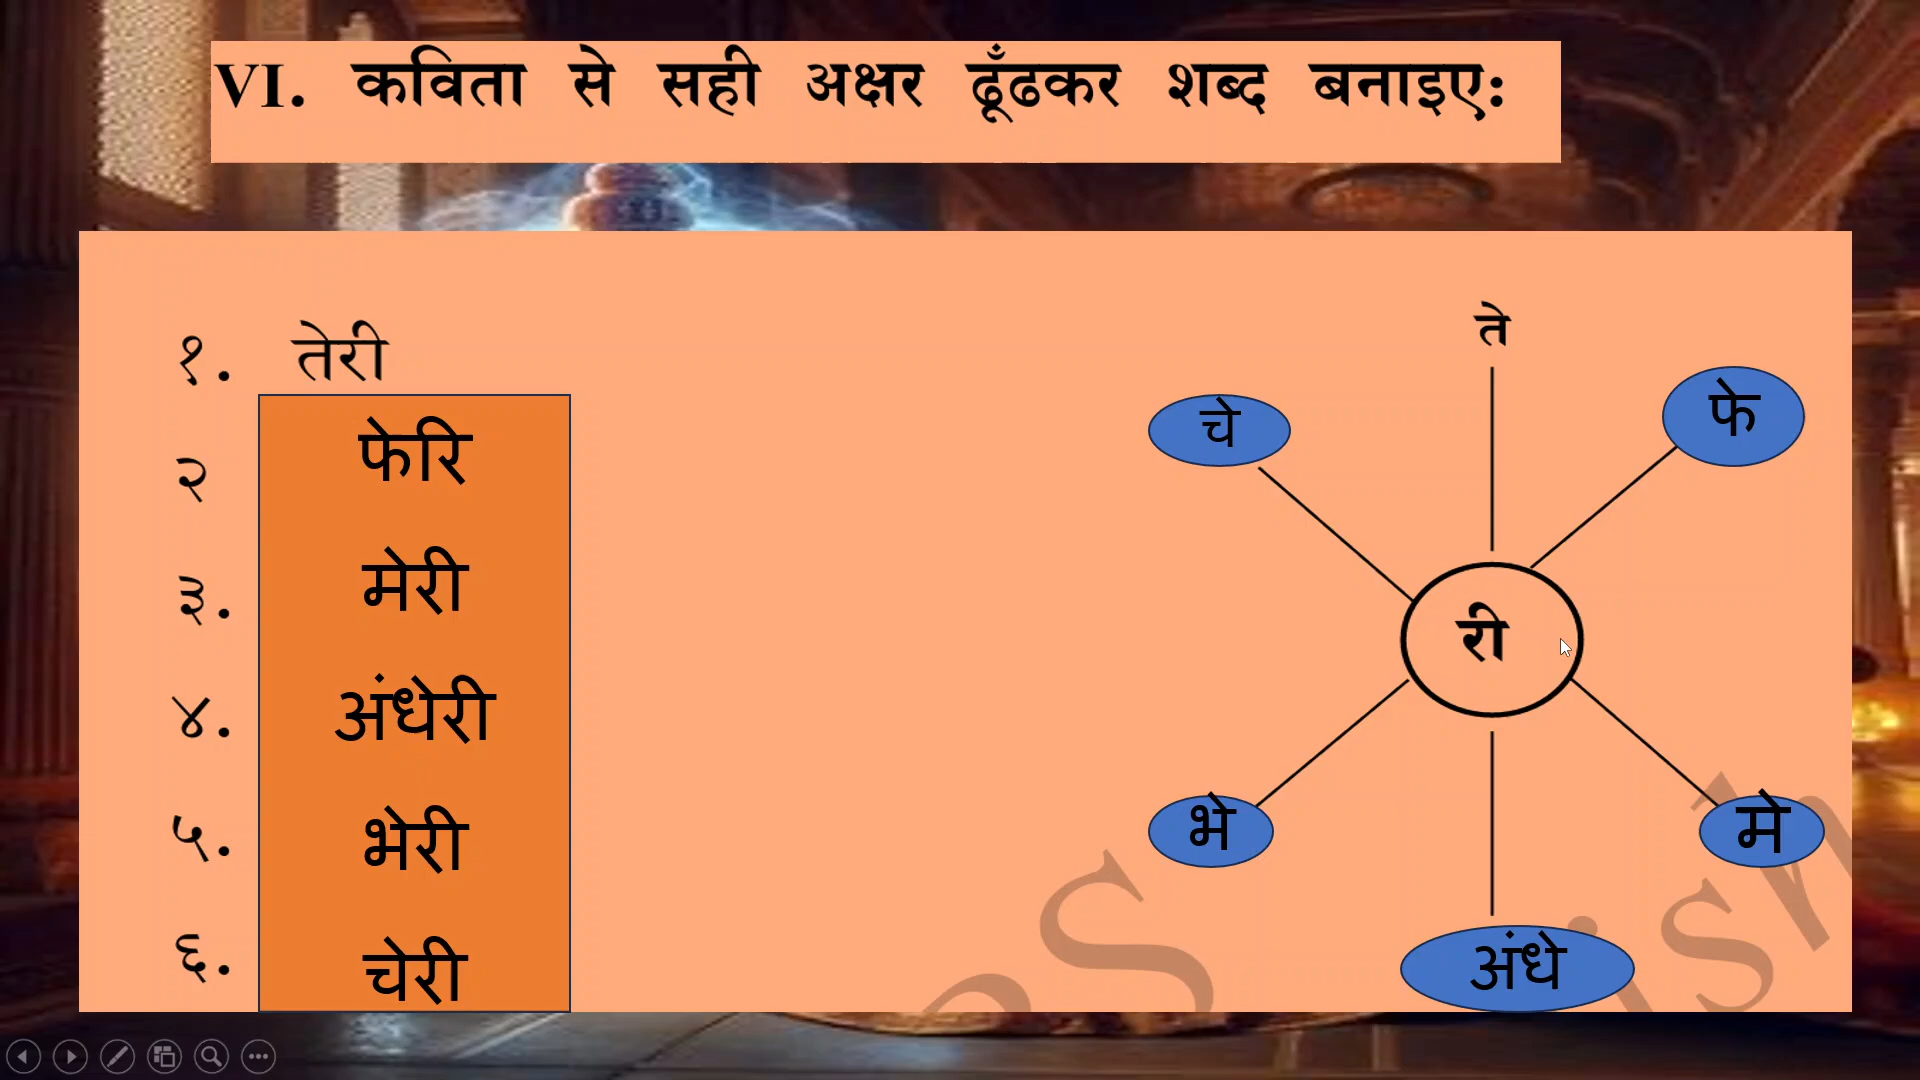 VI. कविता से सही अक्षर ढूँढकर शब्द बनाइए:
१. तेरी
२ फेरि
३. मेरी
४. अंधेरी
५. भेरी
६. चेरी
ते
चे
फे
री
भे
मे
अंधे